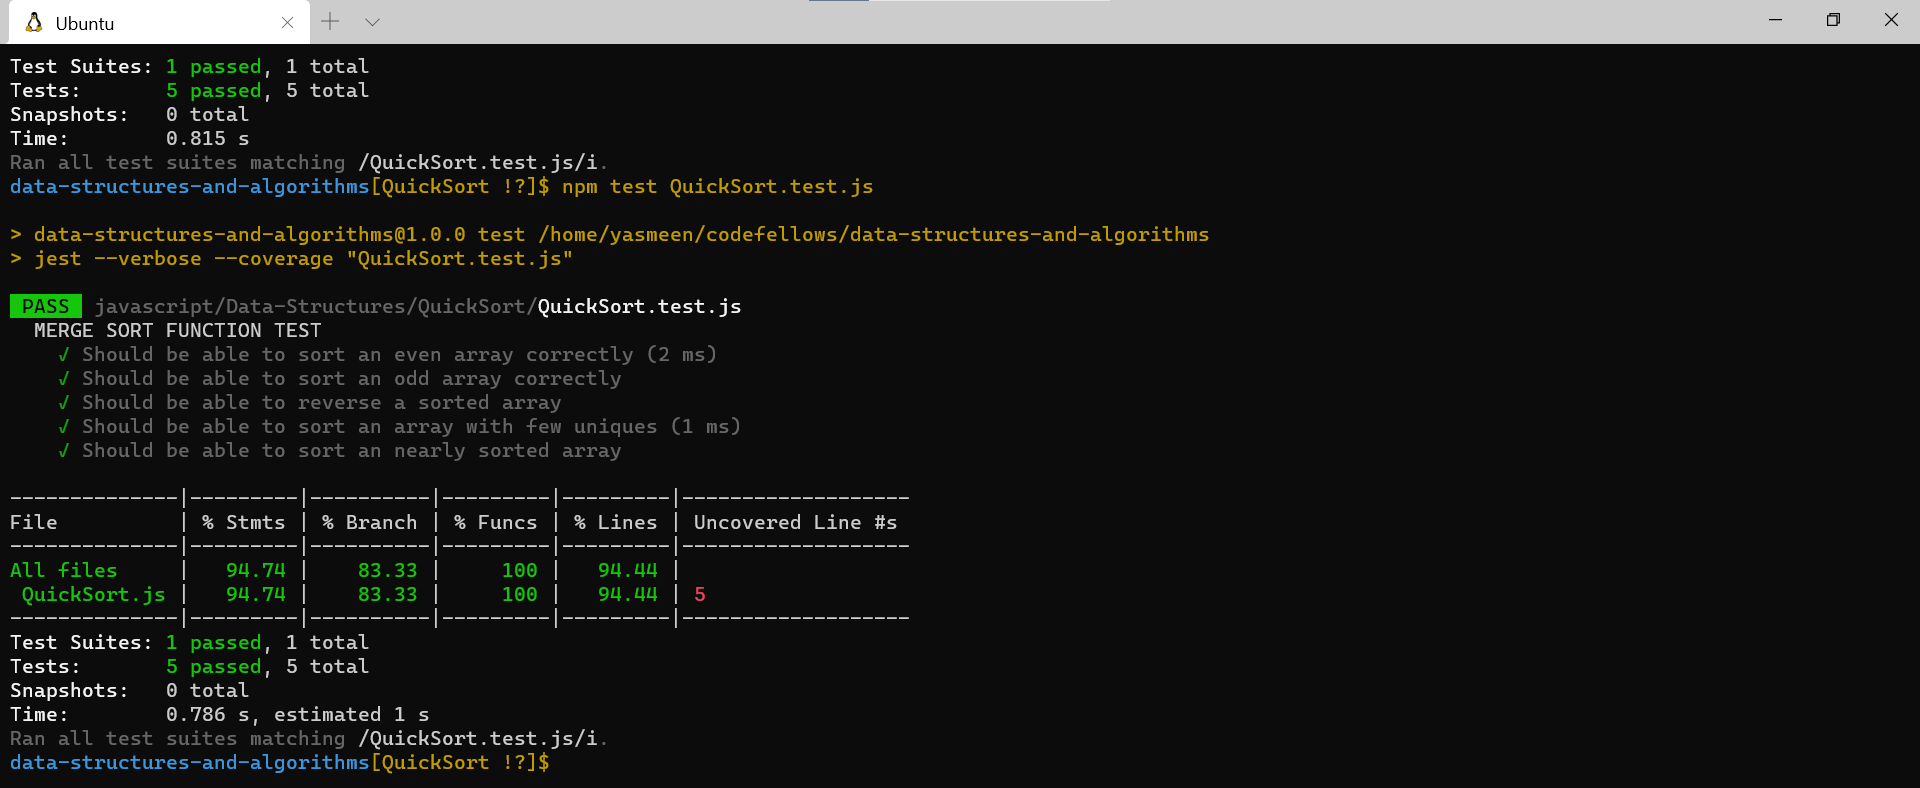 Ubuntu
Test Suites: 1 passed, 1 total
Tests:       5 passed, 5 total
Snapshots:   0 total
Time:        0.815 s
Ran all test suites matching /QuickSort.test.js/i.
data-structures-and-algorithms[QuickSort !?]$ npm test QuickSort.test.js
> data-structures-and-algorithms@1.0.0 test /home/yasmeen/codefellows/data-structures-and-algorithms
> jest --verbose --coverage "QuickSort.test.js"
PASS javascript/Data-Structures/QuickSort/QuickSort.test.js
  MERGE SORT FUNCTION TEST
    √ Should be able to sort an even array correctly (2 ms)
    √ Should be able to sort an odd array correctly
    √ Should be able to reverse a sorted array
    √ Should be able to sort an array with few uniques (1 ms)
    √ Should be able to sort an nearly sorted array
--------------|---------|----------|---------|---------|-------------------
File          | % Stmts | % Branch | % Funcs | % Lines | Uncovered Line #s
--------------|---------|----------|---------|---------|-------------------
All files     |   94.74 |    83.33 |     100 |   94.44 |
 QuickSort.js |   94.74 |    83.33 |     100 |   94.44 | 5
--------------|---------|----------|---------|---------|-------------------
Test Suites: 1 passed, 1 total
Tests:       5 passed, 5 total
Snapshots:   0 total
Time:        0.786 s, estimated 1 s
Ran all test suites matching /QuickSort.test.js/i.
data-structures-and-algorithms[QuickSort !?]$